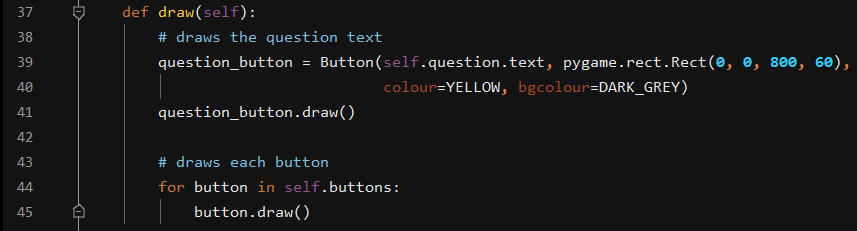 37 def draw(self):
38 # draws the question text
39 question_button = Button(self.question.text, pygame.rect.Rect(0, 0, 800, 60),
40 colour=YELLOW, bgcolour=DARK_GREY)
41 question_button.draw()
42
43 # draws each button
44 for button in self.buttons:
45 button.draw()